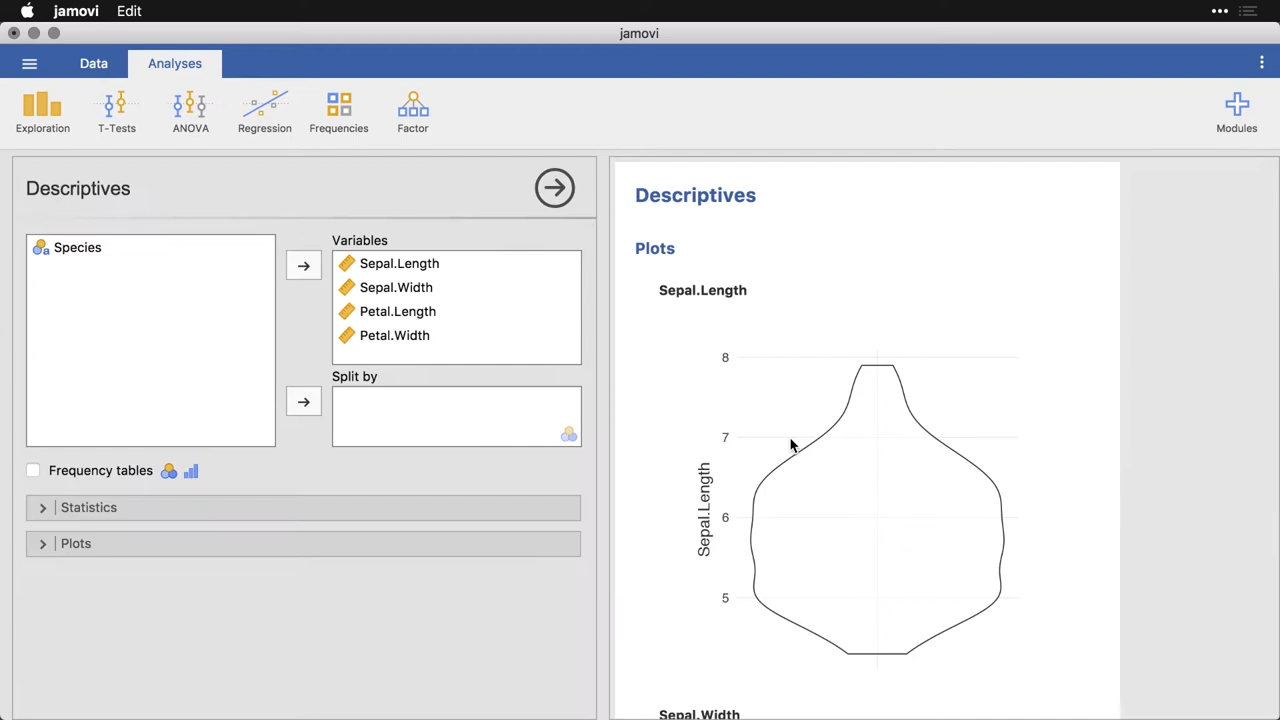 jamovi Edit
jamovi
Data Analyses
Exploration T-Tests ANOVA Regression Frequencies Factor Modules
Descriptives
Species
Variables
Sepal.Length
Sepal.Width
Petal.Length
Petal.Width
Split by
Frequency tables
Statistics
Plots
Descriptives
Plots
Sepal.Length
8
7
6
5
Sepal.Length
Sepal.Width